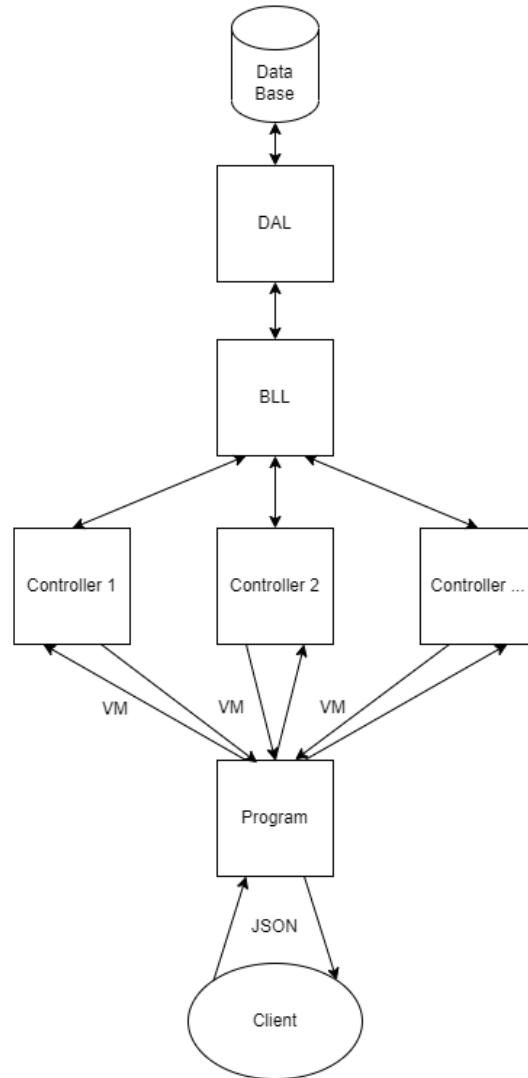 Data
Base
DAL
BLL
Controller 1
Controller 2
Controller ...
VM
VM
VM
Program
JSON
Client